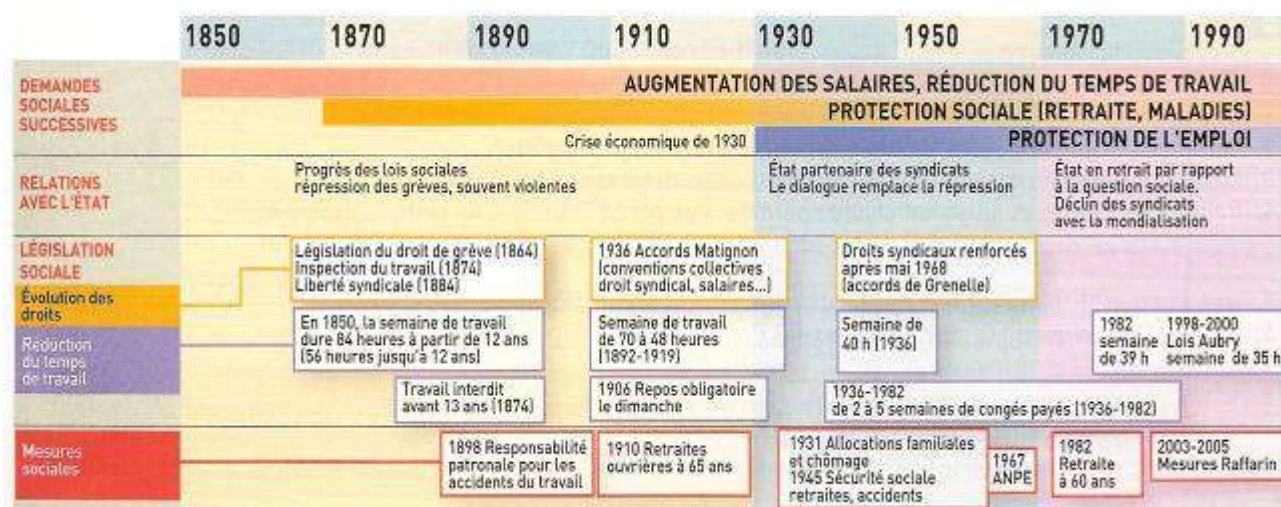 1850 1870 1890 1910 1930 1950 1970 1990
DEMANDES
SOCIALES
SUCCESSIVES
AUGMENTATION DES SALAIRES, RÉDUCTION DU TEMPS DE TRAVAIL
PROTECTION SOCIALE (RETRAITE, MALADIES)
Crise économique de 1930
PROTECTION DE L'EMPLOI
RELATIONS
AVEC L'ÉTAT
Progrès des lois sociales
répression des grèves, souvent violentes
État partenaire des syndicats
Le dialogue remplace la répression
État en retrait par rapport
à la question sociale.
Déclin des syndicats
avec la mondialisation
LÉGISLATION
SOCIALE
Évolution des
droits
Législation du droit de grève (1864)
Inspection du travail (1874)
Liberté syndicale (1884)
1936 Accords Matignon
(conventions collectives
droit syndical, salaires...)
Droits syndicaux renforcés
après mai 1968
(accords de Grenelle)
Réduction
du temps
de travail
En 1850, la semaine de travail
dure 84 heures à partir de 12 ans
(56 heures jusqu'à 12 ans)
Semaine de travail
de 70 à 48 heures
(1892-1919)
Semaine de
40 h (1936)
1982
semaine
de 39 h
1998-2000
Lois Aubry
semaine de 35 h
Travail interdit
avant 13 ans (1874)
1906 Repos obligatoire
le dimanche
1936-1982
de 2 à 5 semaines de congés payés (1936-1982)
Mesures
sociales
1898 Responsabilité
patronale pour les
accidents du travail
1910 Retraites
ouvrières à 65 ans
1931 Allocations familiales
et chômage
1945 Sécurité sociale
retraites, accidents
1967
ANPE
1982
Retraite
à 60 ans
2003-2005
Mesures Raffarin